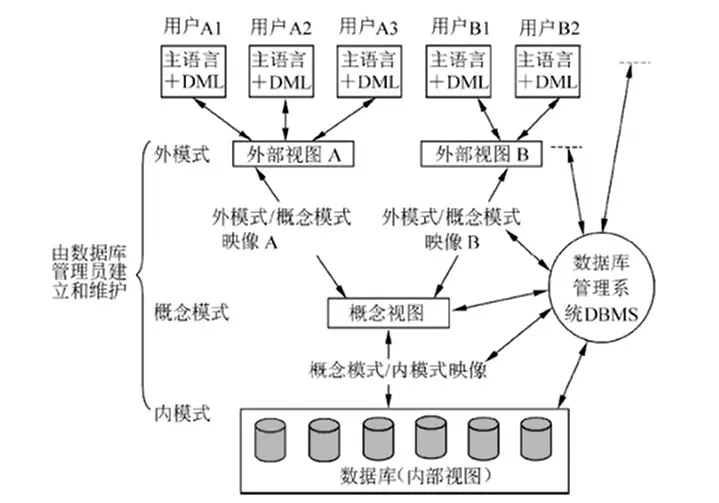 用户A1 用户A2 用户A3 用户B1 用户B2
主语言 主语言 主语言 主语言 主语言
+DML +DML +DML +DML +DML
外模式
外部视图 A
外部视图 B
外模式/概念模式
映像A
外模式/概念模式
映像B
由数据库
管理员建
立和维护
数据库
管理系
统DBMS
概念模式
概念视图
概念模式/内模式映像
内模式
数据库(内部视图)